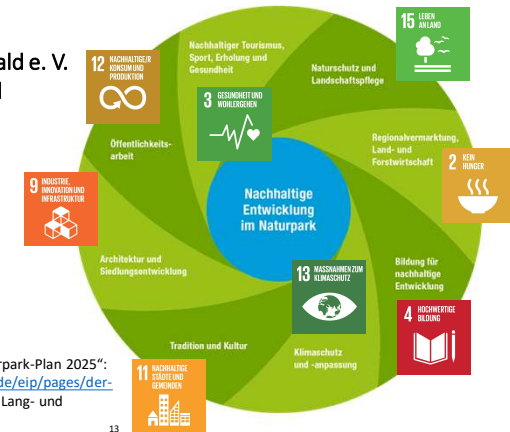 ald e. V.
12 NACHHALTIGE/R
KONSUM UND
PRODUKTION
Nachhaltiger Tourismus,
Sport, Erholung und
Gesundheit
15 LEBEN
AN LAND
Naturschutz und
Landschaftspflege
3 GESUNDHEIT UND
WOHLERGEHEN
Öffentlichkeits-
arbeit
Regionalvermarktung,
Land- und
Forstwirtschaft
2 KEIN
HUNGER
9 INDUSTRIE,
INNOVATION UND
INFRASTRUKTUR
Nachhaltige
Entwicklung
im Naturpark
Architektur und
Siedlungsentwicklung
13 MASSNAHMEN ZUM
KLIMASCHUTZ
Bildung für
nachhaltige
Entwicklung
4 HOCHWERTIGE
BILDUNG
Tradition und Kultur
Klimaschutz
und -anpassung
11 NACHHALTIGE
STÄDTE UND
GEMEINDEN
rpark-Plan 2025“:
de/eip/pages/der-
Lang- und
13